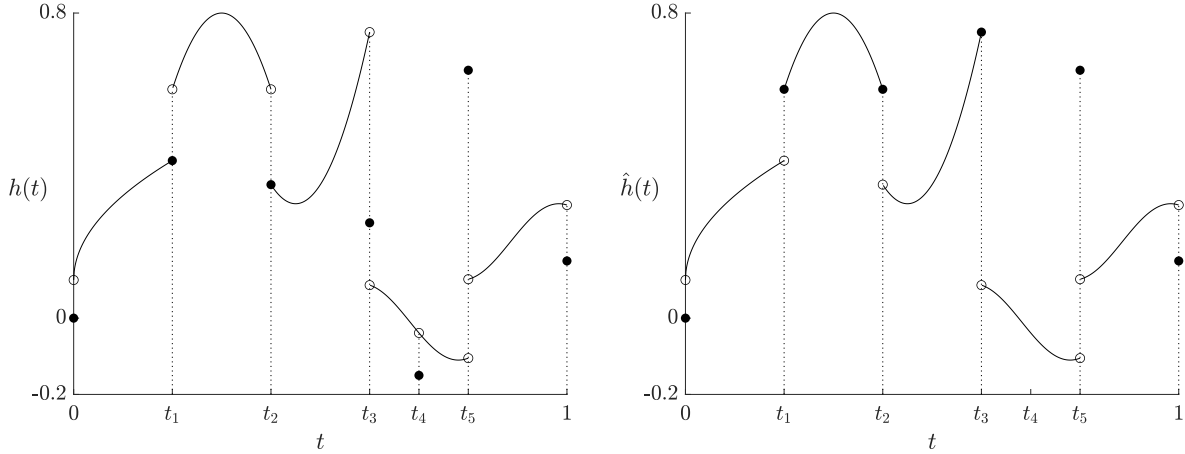 0.8
h(t)
0
-0.2
0 t₁ t₂ t₃ t₄ t₅ 1
t
0.8
ĥ(t)
0
-0.2
0 t₁ t₂ t₃ t₄ t₅ 1
t